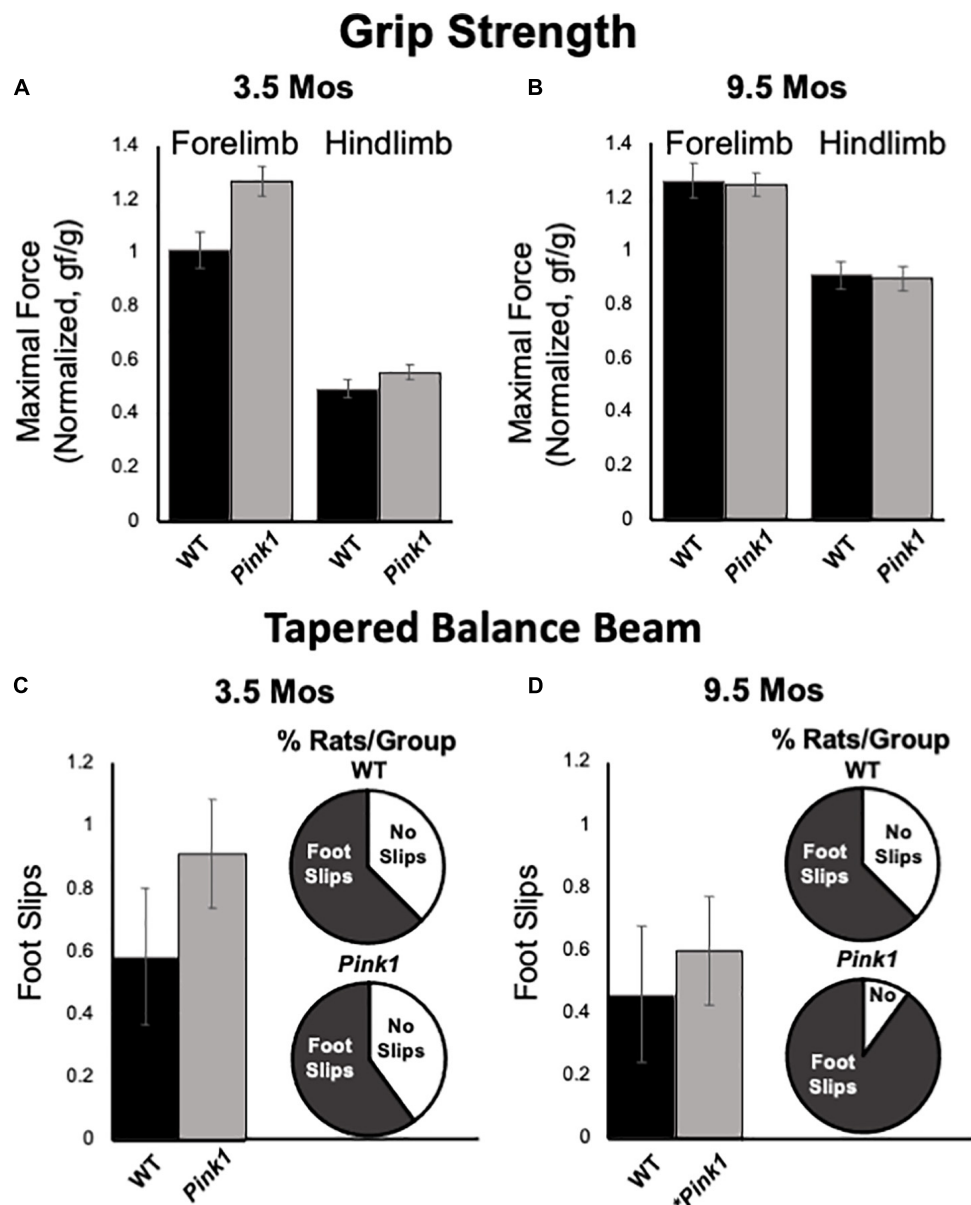 Grip Strength
A
3.5 Mos
Forelimb Hindlimb
Maximal Force
(Normalized, gf/g)
1.4
1.2
1
0.8
0.6
0.4
0.2
0
WT
Pink1
WT
Pink1
B
9.5 Mos
Forelimb Hindlimb
Maximal Force
(Normalized, gf/g)
1.4
1.2
1
0.8
0.6
0.4
0.2
0
WT
Pink1
WT
Pink1
Tapered Balance Beam
C
3.5 Mos
Foot Slips
1.2
1
0.8
0.6
0.4
0.2
0
WT
Pink1
% Rats/Group
WT
Foot
Slips
No
Slips
Pink1
Foot
Slips
No
Slips
D
9.5 Mos
Foot Slips
1.2
1
0.8
0.6
0.4
0.2
0
WT
*Pink1
% Rats/Group
WT
Foot
Slips
No
Slips
Pink1
No
Foot
Slips